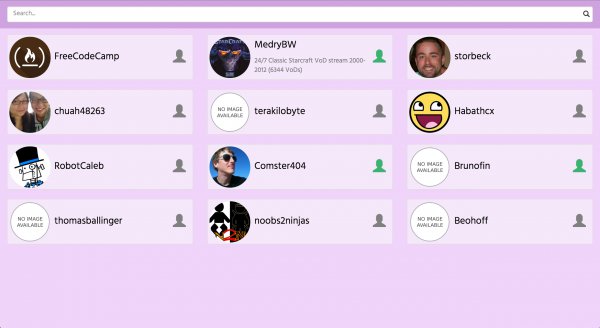 Search...
FreeCodeCamp
MedryBW
24/7 Classic Starcraft VoD stream 2000-
2012 (6344 VoDs)
storbeck
chuah48263
NO IMAGE
AVAILABLE
terakilobyte
Habathcx
RobotCaleb
Comster404
NO IMAGE
AVAILABLE
Brunofin
NO IMAGE
AVAILABLE
thomasballinger
noobs2ninjas
NO IMAGE
AVAILABLE
Beohoff